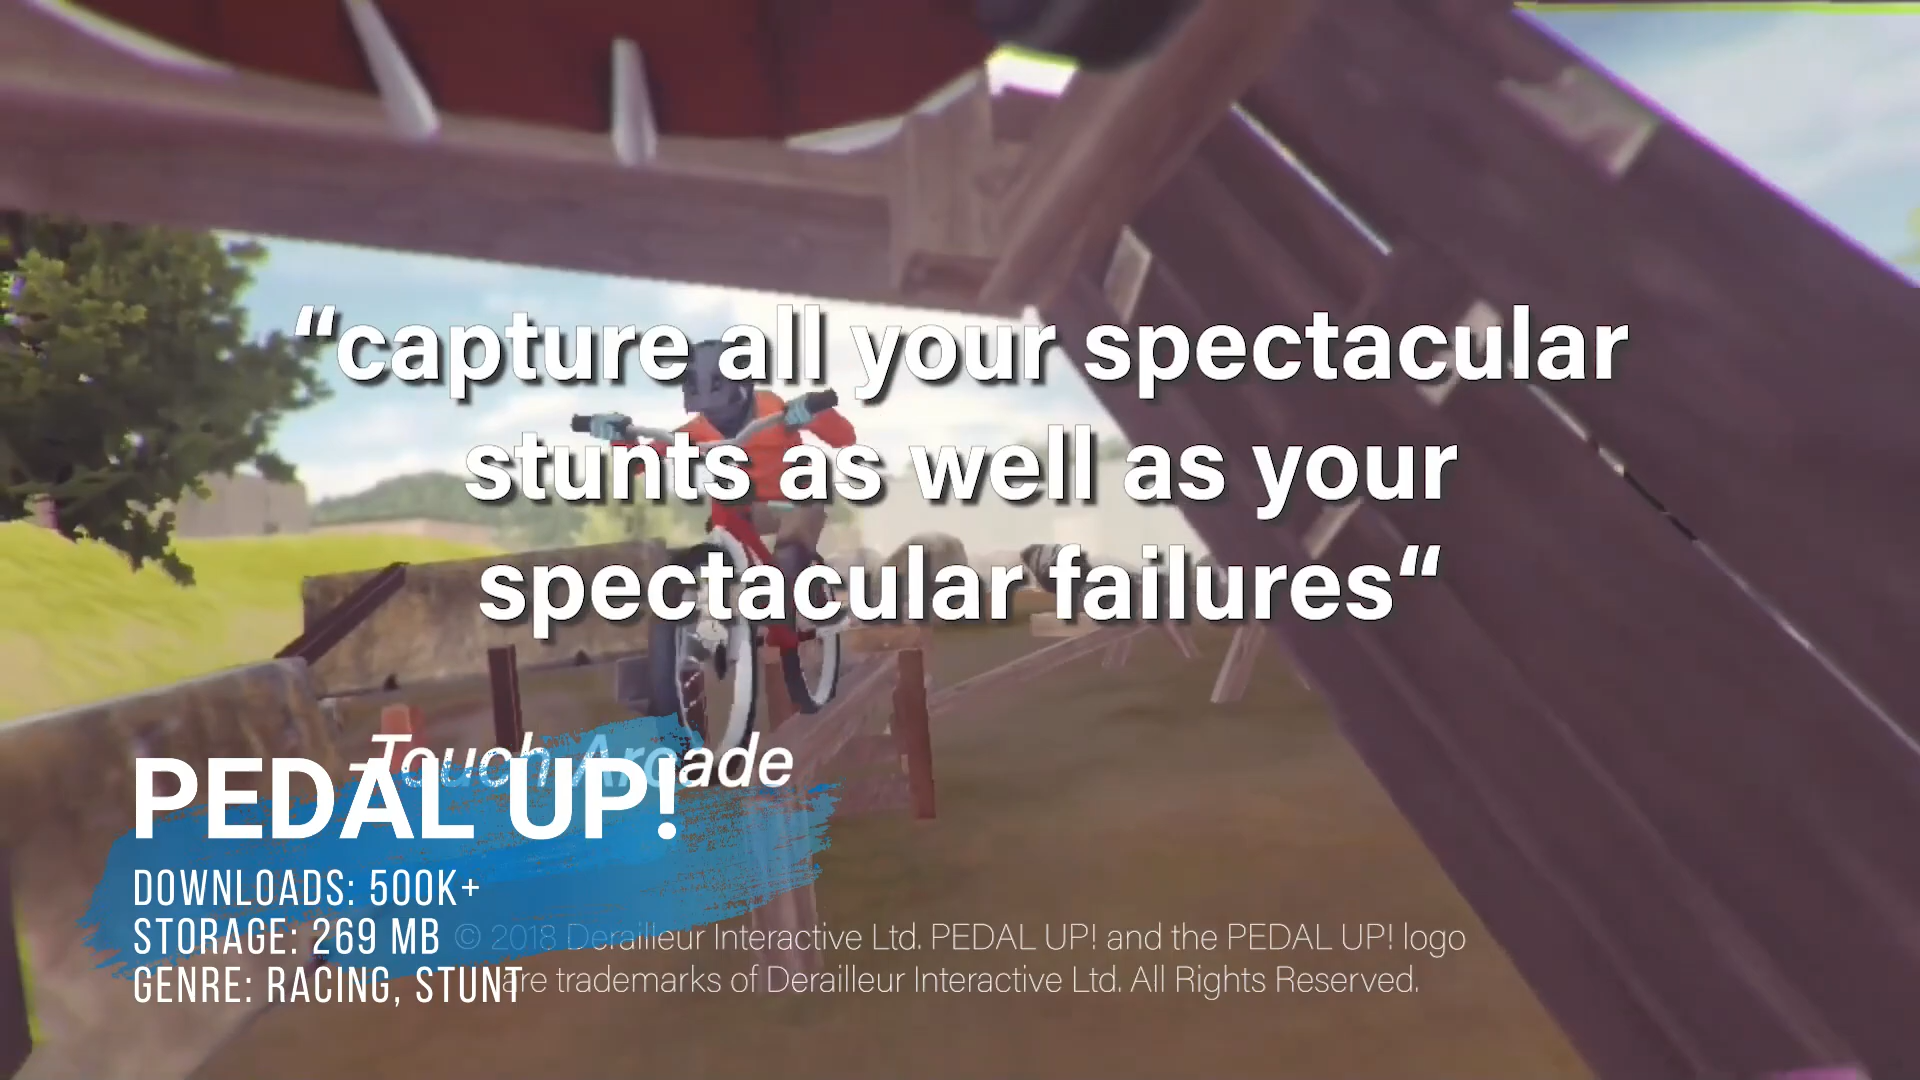 “capture all your spectacular
stunts as well as your
spectacular failures“
-Touch Arcade
PEDAL UP!
DOWNLOADS: 500K+
STORAGE: 269 MB
GENRE: RACING, STUNT
© 2018 Derailleur Interactive Ltd. PEDAL UP! and the PEDAL UP! logo
are trademarks of Derailleur Interactive Ltd. All Rights Reserved.